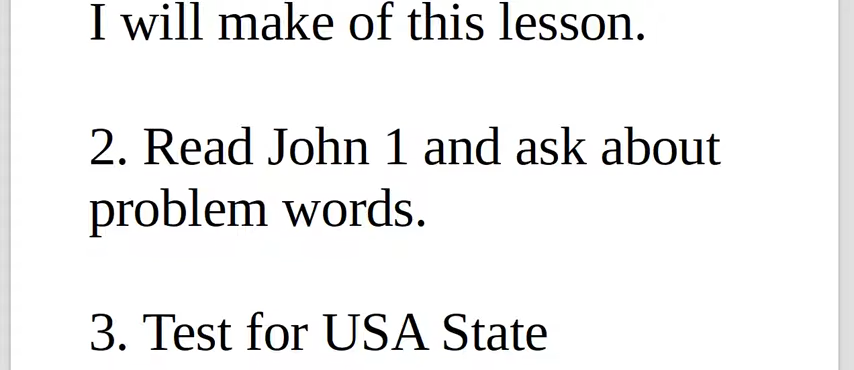 I will make of this lesson.
2. Read John 1 and ask about
problem words.
3. Test for USA State